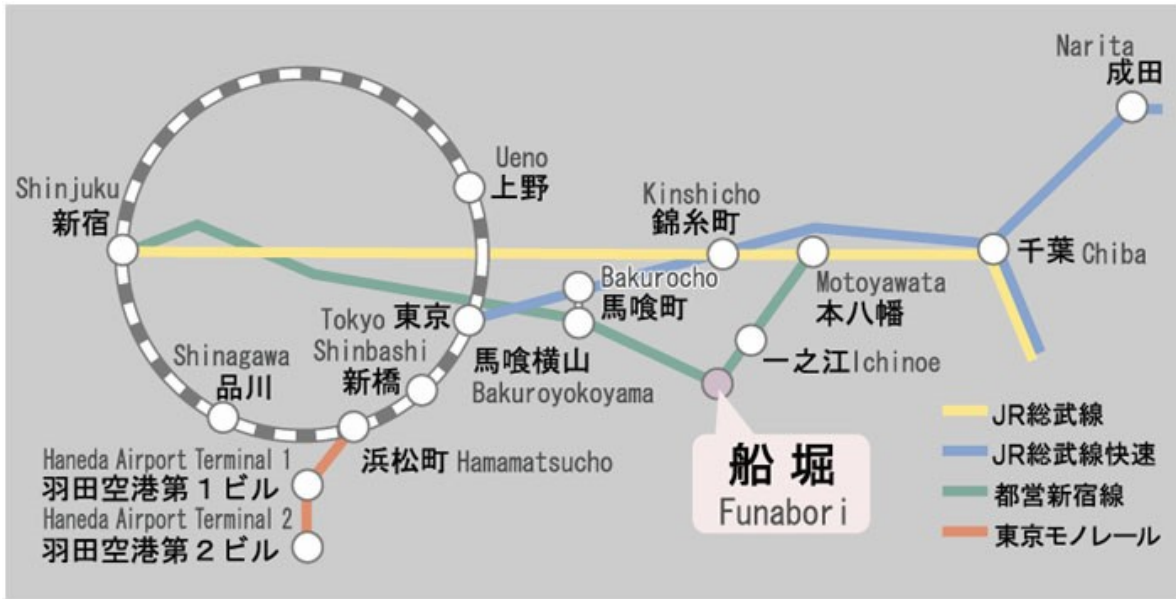 Narita
成田
Ueno
上野
Shinjuku
新宿
Kinshicho
錦糸町
千葉 Chiba
Bakurocho
馬喰町
Motoyawata
本八幡
Tokyo 東京
Shinbashi
新橋
馬喰横山
Bakuroyokoyama
一之江 Ichinoe
Shinagawa
品川
浜松町 Hamamatsucho
Haneda Airport Terminal 1
羽田空港第1ビル
Haneda Airport Terminal 2
羽田空港第2ビル
船堀
Funabori
JR総武線
JR総武線快速
都営新宿線
東京モノレール